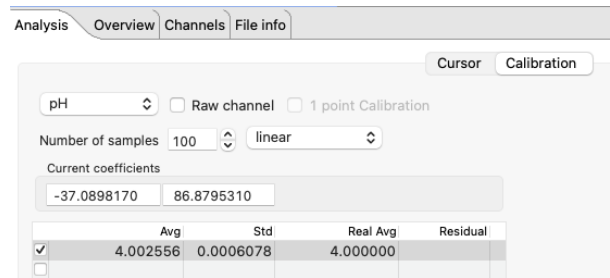 Analysis Overview Channels File info
Cursor Calibration
pH Raw channel 1 point Calibration
Number of samples 100 linear
Current coefficients
-37.0898170 86.8795310
Avg Std Real Avg Residual
4.002556 0.0006078 4.000000